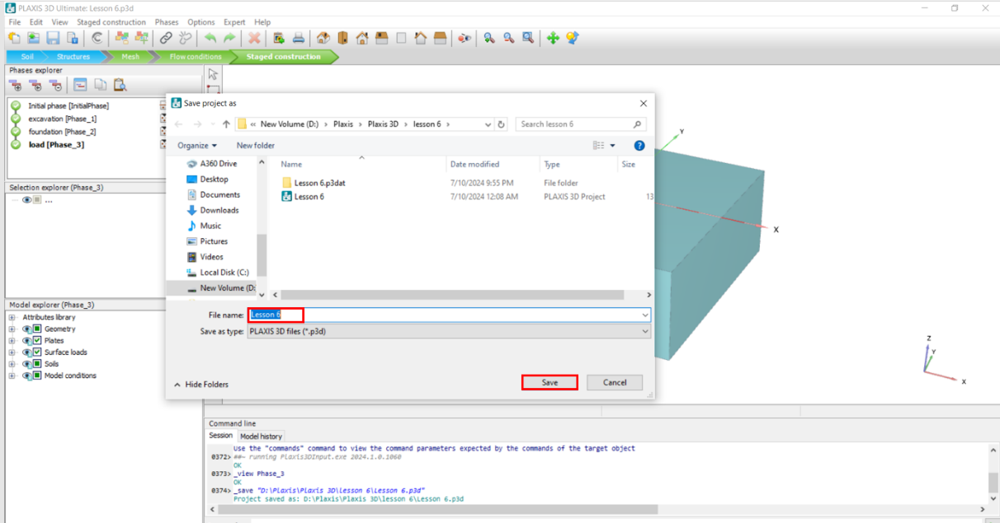 PLAXIS 3D Ultimate: Lesson 6.p3d
File Edit View Staged construction Phases Options Expert Help
Soil Structures Mesh Flow conditions Staged construction
Phases explorer
Initial phase [InitialPhase]
excavation [Phase_1]
foundation [Phase_2]
load [Phase_3]
Selection explorer (Phase_3)
...
Model explorer (Phase_3)
Attributes library
Geometry
Plates
Surface loads
Soils
Model conditions
Save project as
« New Volume (D:) › Plaxis › Plaxis 3D › lesson 6 ›
Search lesson 6
Organize New folder
A360 Drive
Desktop
Documents
Downloads
Music
Pictures
Videos
Local Disk (C:)
New Volume (D:
Name Date modified Type Size
Lesson 6.p3dat 7/10/2024 9:55 PM File folder
Lesson 6 7/10/2024 12:08 AM PLAXIS 3D Project 13
File name: Lesson 6
Save as type: PLAXIS 3D files (*.p3d)
Hide Folders
Save Cancel
Y
X
Z
Y
X
Command line
Session Model history
Use the "commands" command to view the command parameters expected by the commands of the target object
0372> ##- running PLaxis3DInput.exe 2024.1.0.1060
OK
0373> _view Phase_3
OK
0374> _save "D:\Plaxis\Plaxis 3D\lesson 6\Lesson 6.p3d"
Project saved as: D:\Plaxis\Plaxis 3D\lesson 6\Lesson 6.p3d